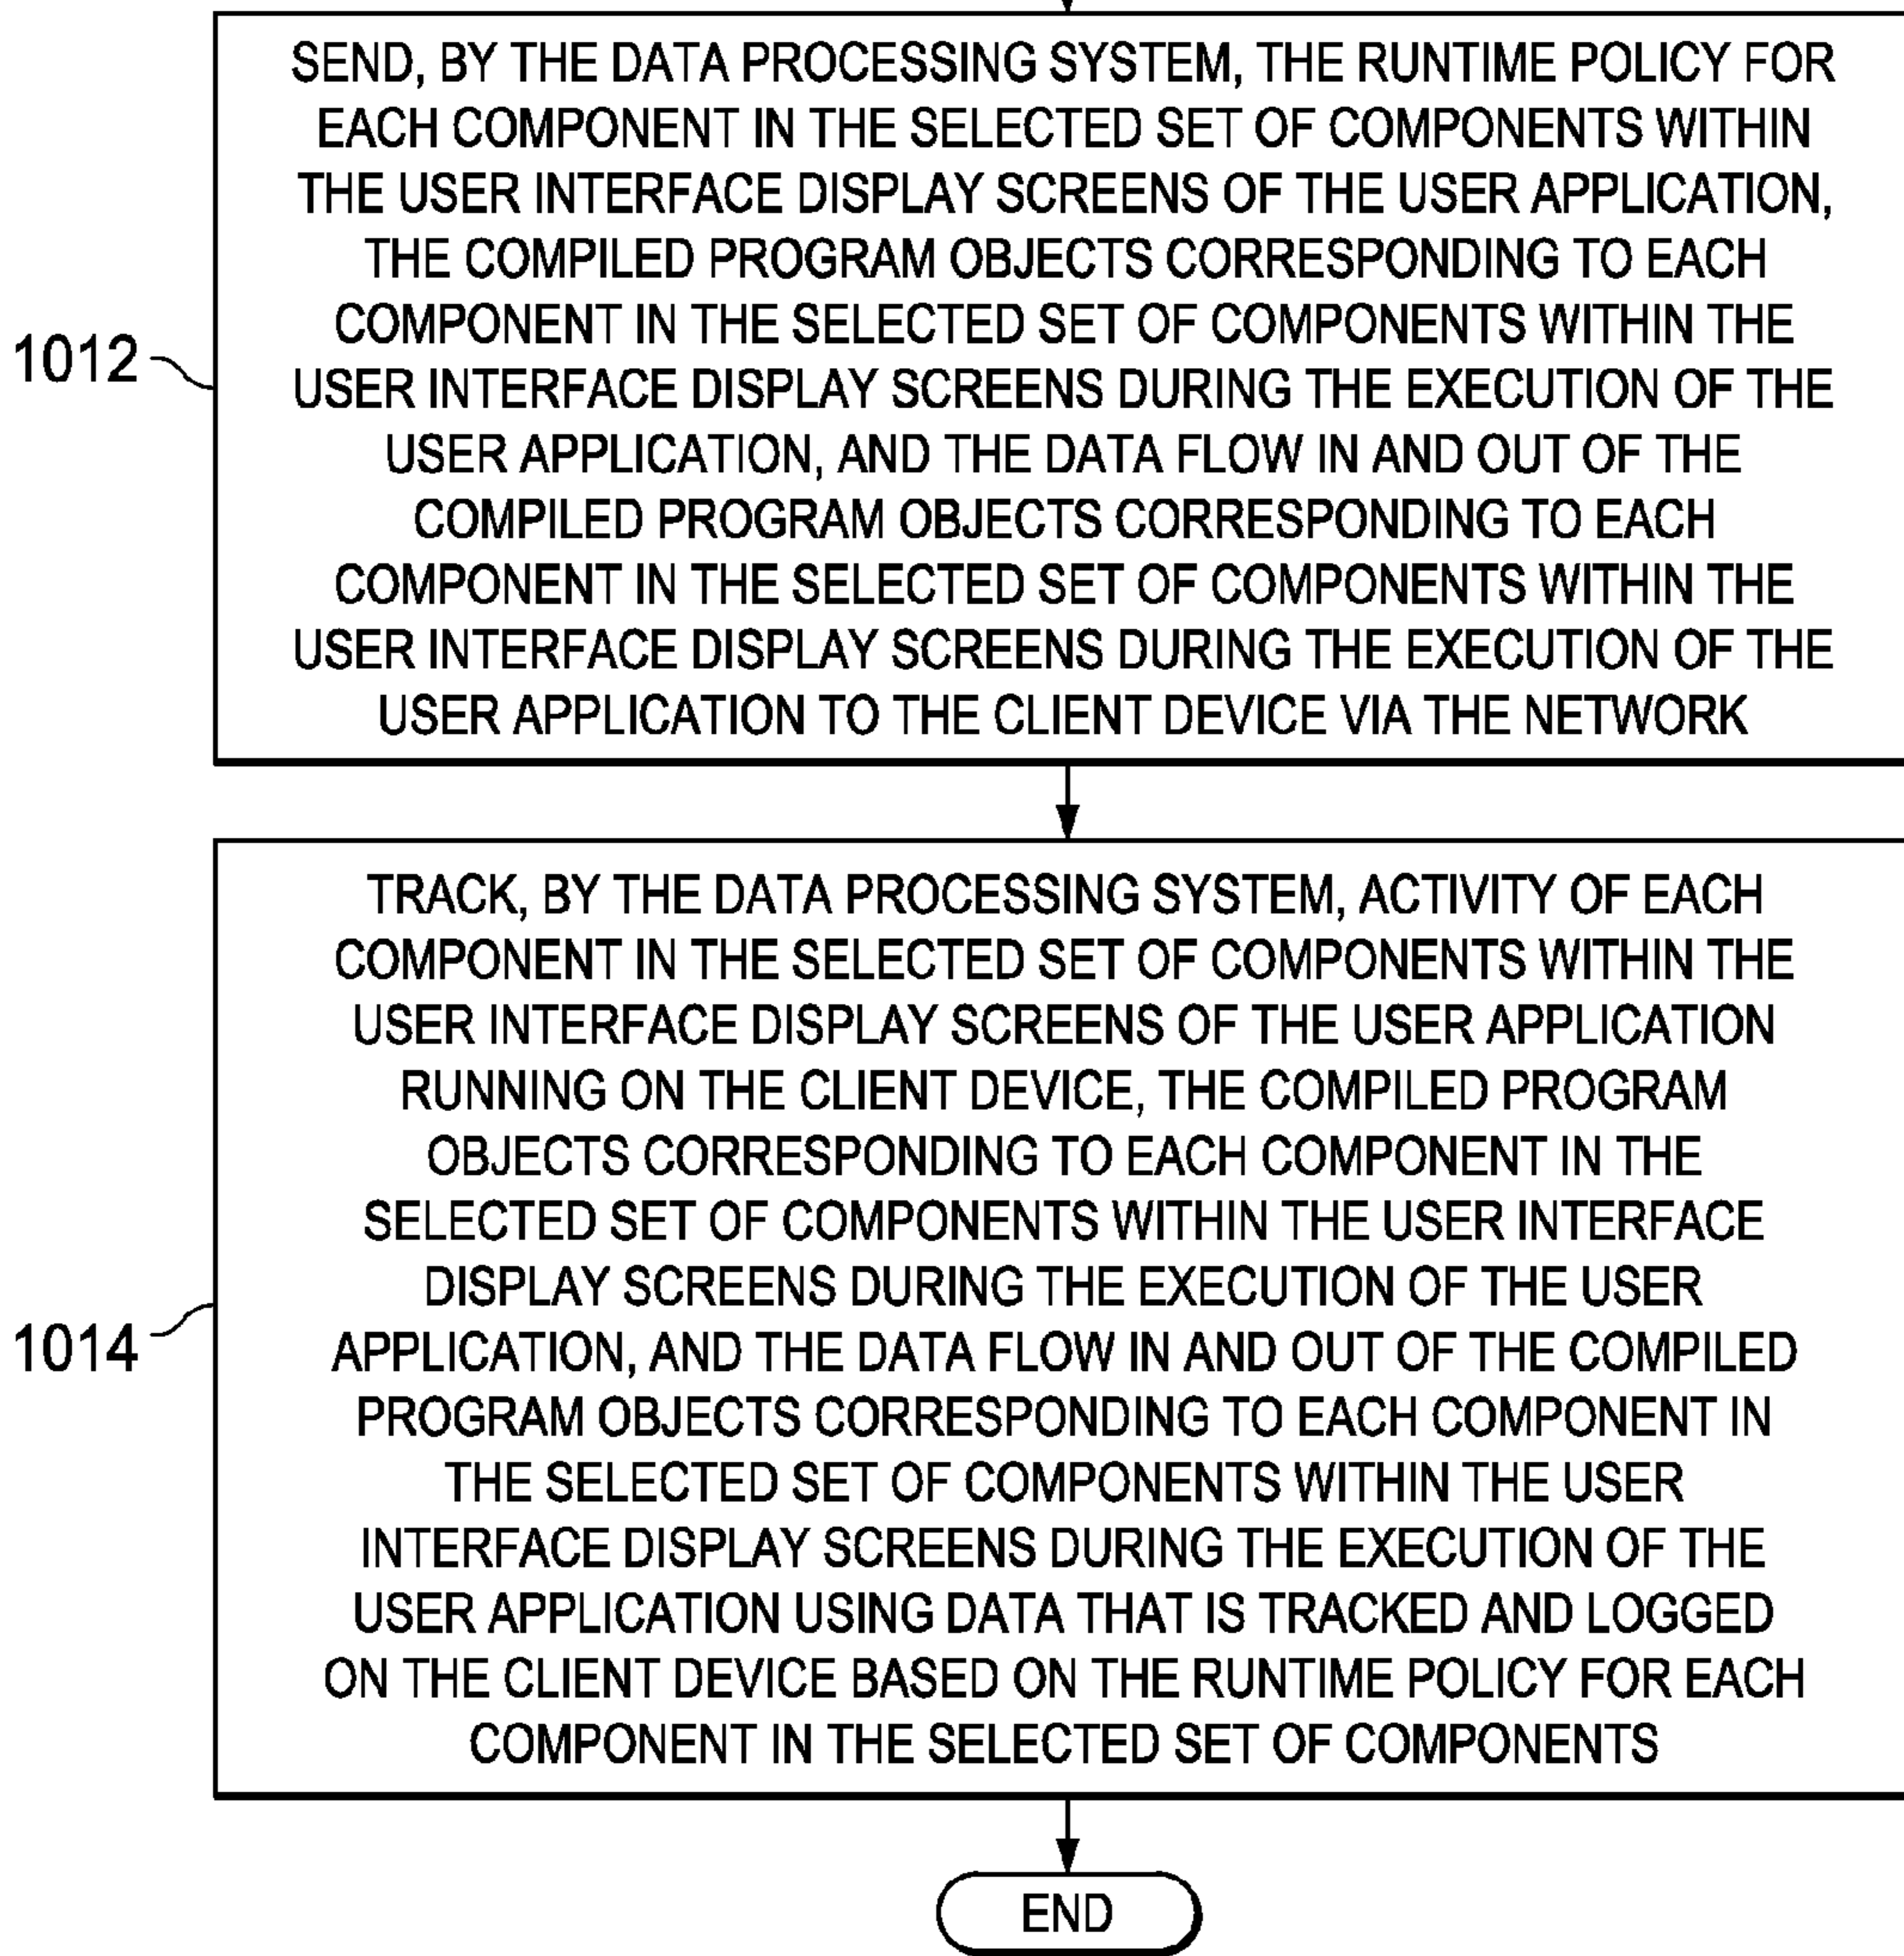 SEND, BY THE DATA PROCESSING SYSTEM, THE RUNTIME POLICY FOR
EACH COMPONENT IN THE SELECTED SET OF COMPONENTS WITHIN
THE USER INTERFACE DISPLAY SCREENS OF THE USER APPLICATION,
THE COMPILED PROGRAM OBJECTS CORRESPONDING TO EACH
COMPONENT IN THE SELECTED SET OF COMPONENTS WITHIN THE
1012
USER INTERFACE DISPLAY SCREENS DURING THE EXECUTION OF THE
USER APPLICATION, AND THE DATA FLOW IN AND OUT OF THE
COMPILED PROGRAM OBJECTS CORRESPONDING TO EACH
COMPONENT IN THE SELECTED SET OF COMPONENTS WITHIN THE
USER INTERFACE DISPLAY SCREENS DURING THE EXECUTION OF THE
USER APPLICATION TO THE CLIENT DEVICE VIA THE NETWORK
TRACK, BY THE DATA PROCESSING SYSTEM, ACTIVITY OF EACH
COMPONENT IN THE SELECTED SET OF COMPONENTS WITHIN THE
USER INTERFACE DISPLAY SCREENS OF THE USER APPLICATION
RUNNING ON THE CLIENT DEVICE, THE COMPILED PROGRAM
OBJECTS CORRESPONDING TO EACH COMPONENT IN THE
SELECTED SET OF COMPONENTS WITHIN THE USER INTERFACE
DISPLAY SCREENS DURING THE EXECUTION OF THE USER
1014
APPLICATION, AND THE DATA FLOW IN AND OUT OF THE COMPILED
PROGRAM OBJECTS CORRESPONDING TO EACH COMPONENT IN
THE SELECTED SET OF COMPONENTS WITHIN THE USER
INTERFACE DISPLAY SCREENS DURING THE EXECUTION OF THE
USER APPLICATION USING DATA THAT IS TRACKED AND LOGGED
ON THE CLIENT DEVICE BASED ON THE RUNTIME POLICY FOR EACH
COMPONENT IN THE SELECTED SET OF COMPONENTS
END